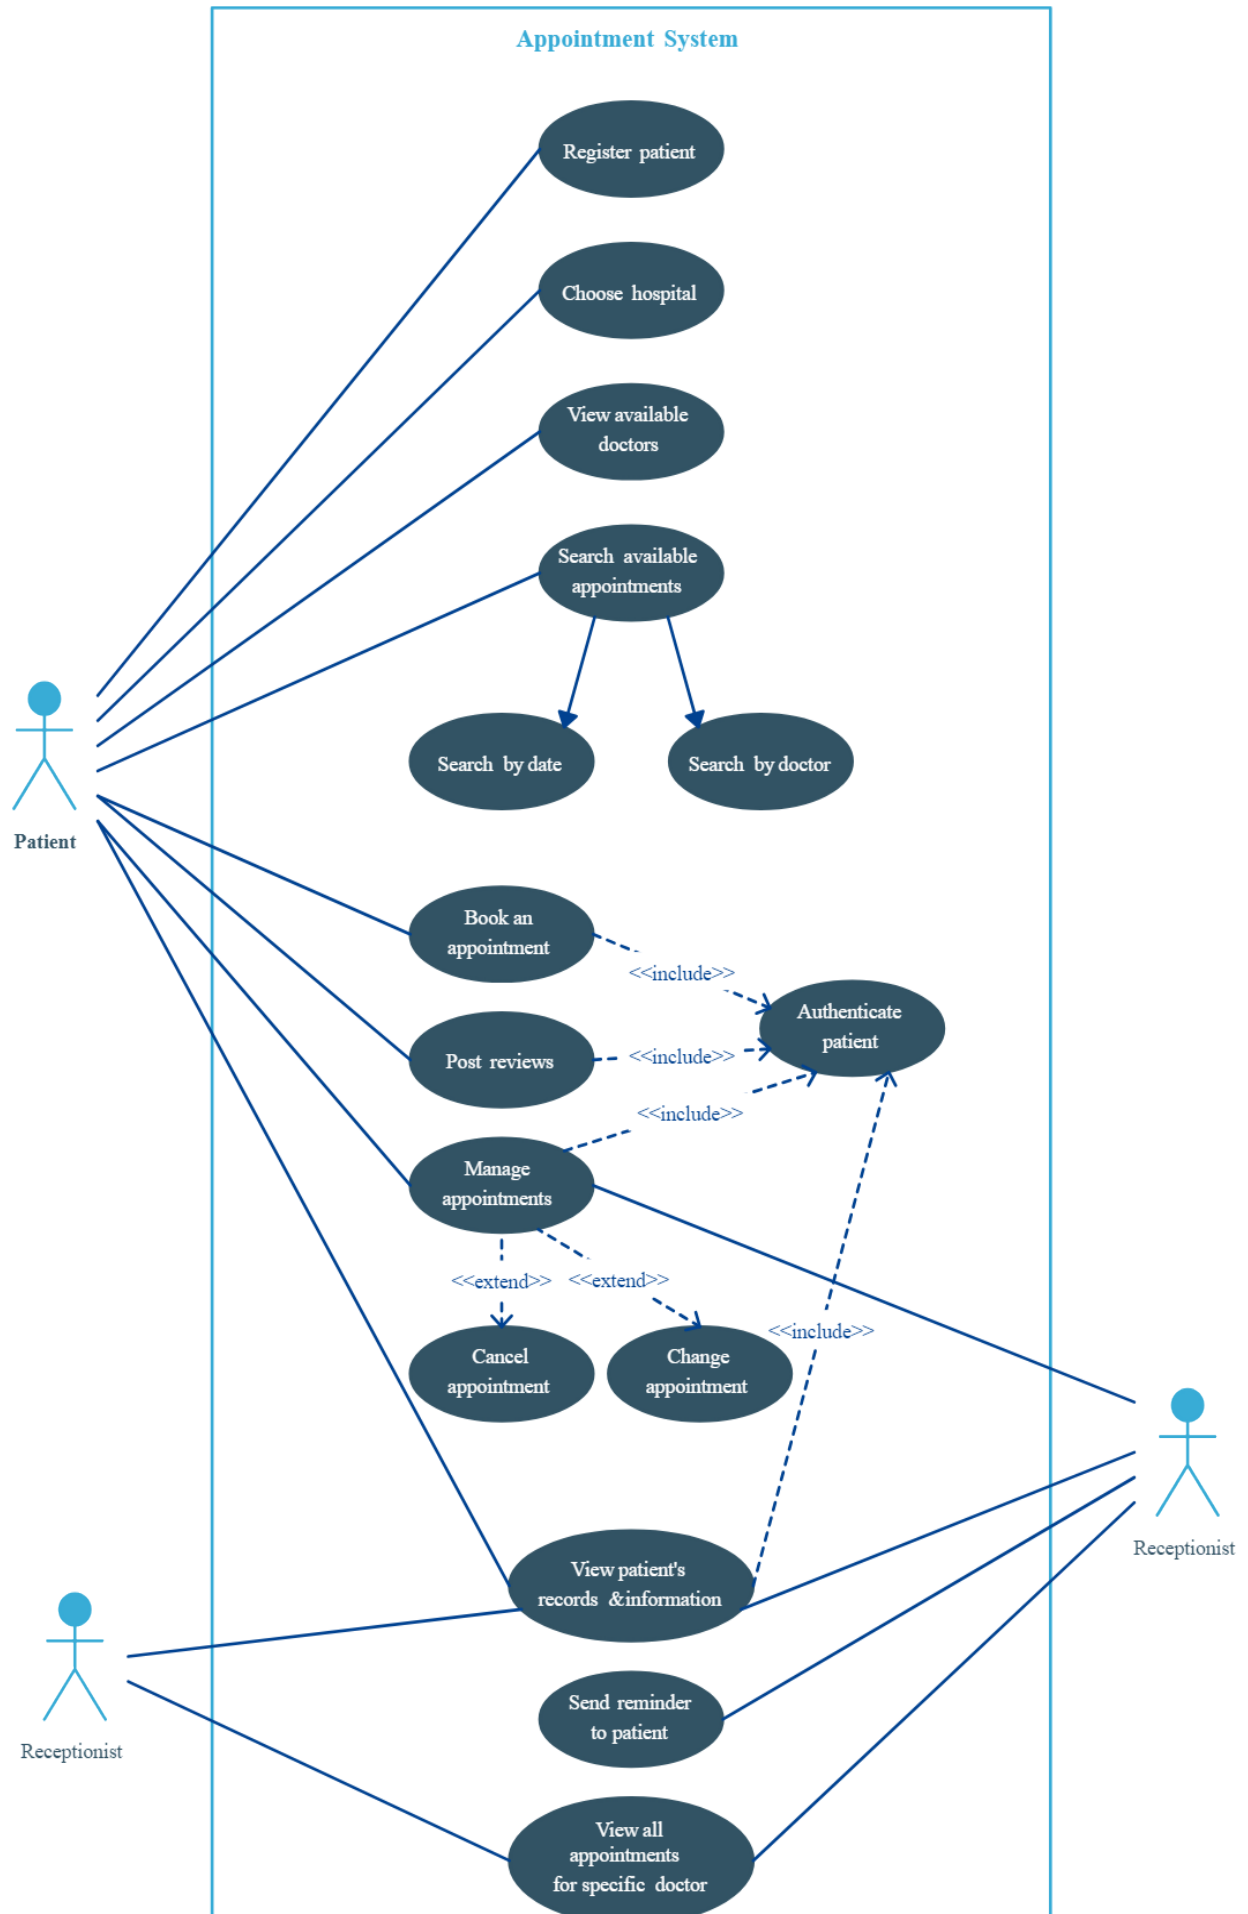 Appointment System
Register patient
Choose hospital
View available
doctors
Search available
appointments
Search by date
Search by doctor
Patient
Book an
appointment
<<include>>
Authenticate
patient
Post reviews
<<include>>
<<include>>
Manage
appointments
<<extend>>
<<extend>>
<<include>>
Cancel
appointment
Change
appointment
Receptionist
View patient's
records &information
Receptionist
Send reminder
to patient
View all
appointments
for specific doctor